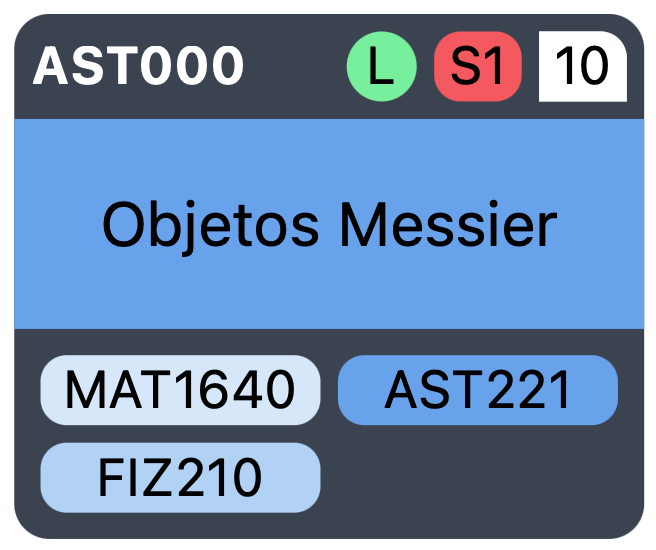 AST000 L S1 10
Objetos Messier
MAT1640 AST221
FIZ210